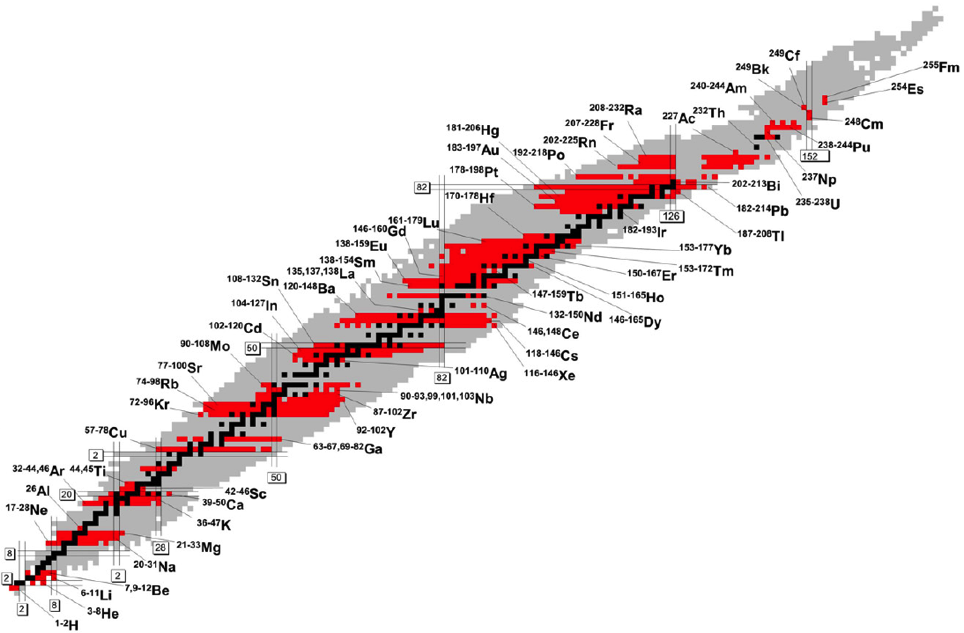 249Cf
249Bk
255Fm
240-244Am
254Es
232Th
208-232Ra
227Ac
248Cm
207-228Fr
238-244Pu
181-206Hg
202-225Rn
152
183-197Au
192-218Po
237Np
178-198Pt
202-213Bi
235-238U
82
170-178Hf
182-214Pb
126
161-179Lu
182-193Ir
187-208Tl
146-160Gd
138-159Eu
153-177Yb
138-154Sm
153-172Tm
135,137,138La
150-167Er
108-132Sn
120-148Ba
151-165Ho
104-127In
147-159Tb
146-165Dy
132-150Nd
102-120Cd
146,148Ce
90-108Mo
50
118-146Cs
116-146Xe
77-100Sr
101-110Ag
82
74-98Rb
90-93,99,101,103Nb
72-96Kr
87-102Zr
92-102Y
57-78Cu
63-67,69-82Ga
2
32-44,46Ar
44,45Ti
50
26Al
20
42-46Sc
39-50Ca
17-28Ne
36-47K
8
28
21-33Mg
20-31Na
2
2
7,9-12Be
6-11Li
2
8
3-8He
1-2H